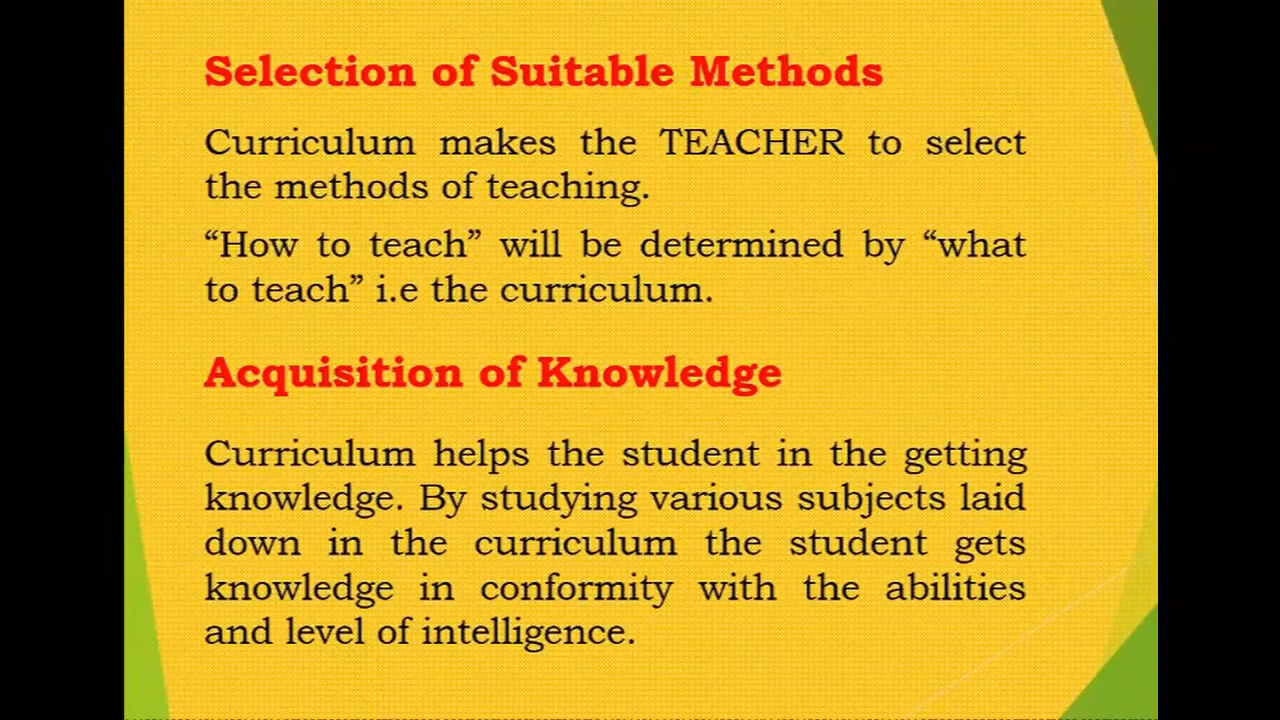 Selection of Suitable Methods
Curriculum makes the TEACHER to select
the methods of teaching.
“How to teach” will be determined by “what
to teach” i.e the curriculum.
Acquisition of Knowledge
Curriculum helps the student in the getting
knowledge. By studying various subjects laid
down in the curriculum the student gets
knowledge in conformity with the abilities
and level of intelligence.